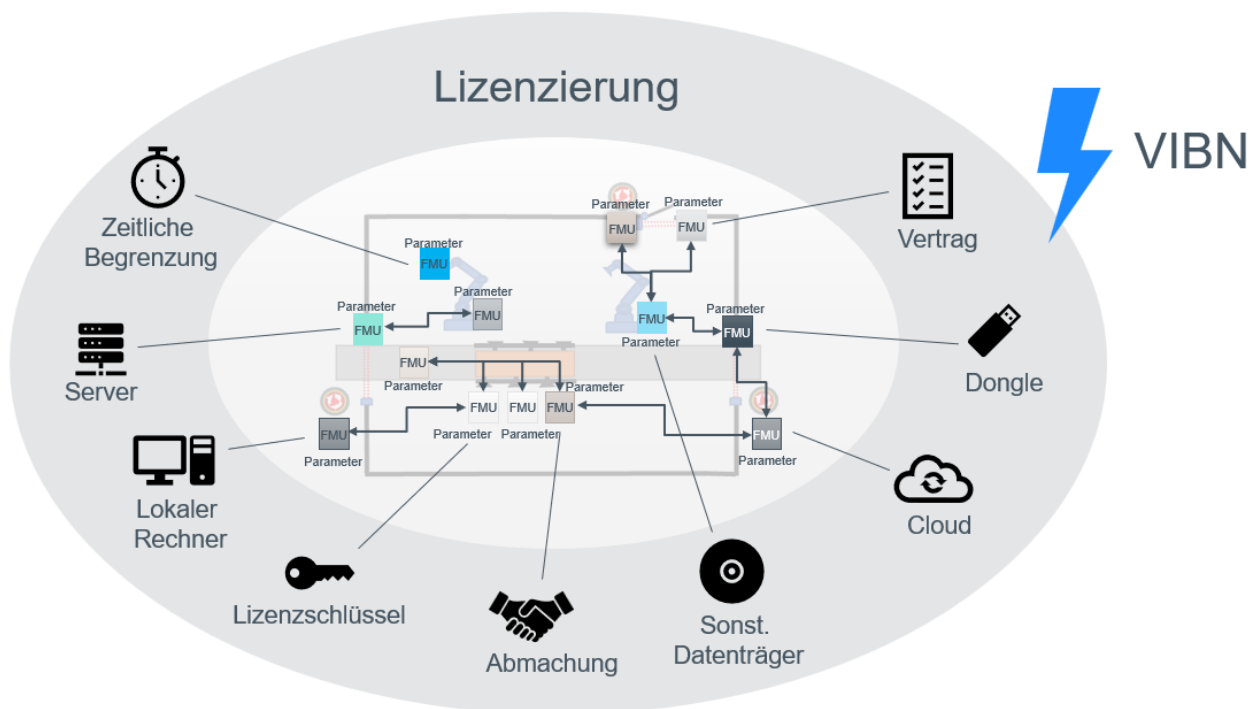 Lizenzierung
VIBN
Zeitliche
Begrenzung
Vertrag
Server
Dongle
Lokaler
Rechner
Cloud
Lizenzschlüssel
Abmachung
Sonst.
Datenträger
Parameter
FMU
Parameter
FMU
Parameter
FMU
Parameter
FMU
Parameter
FMU
FMU
Parameter
Parameter
FMU
FMU
Parameter
FMU
Parameter
FMU
Parameter
Parameter
FMU
FMU
Parameter
FMU
Parameter